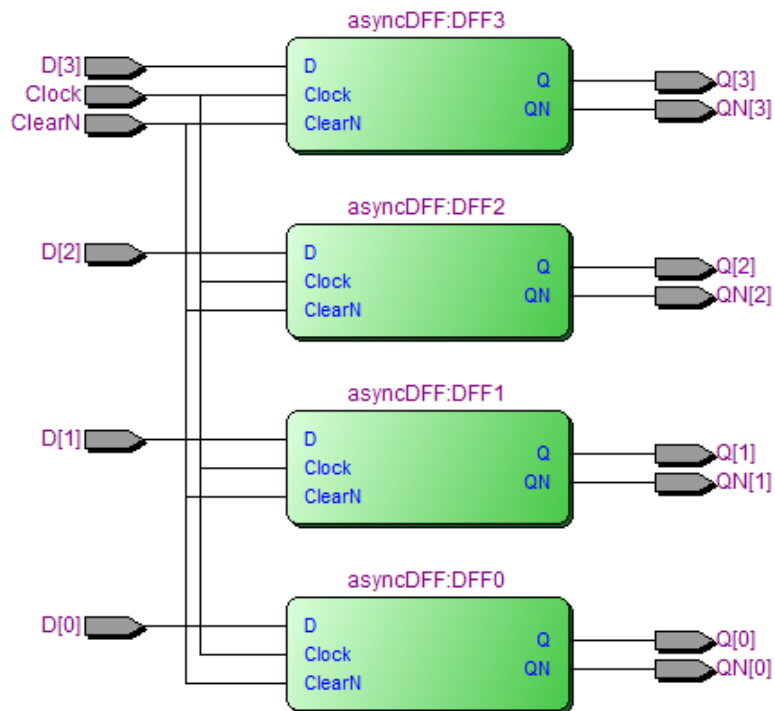 asyncDFF:DFF3
D[3]
D
Q
Q[3]
Clock
Clock
QN
QN[3]
ClearN
ClearN
asyncDFF:DFF2
D[2]
D
Q
Q[2]
Clock
QN
QN[2]
ClearN
asyncDFF:DFF1
D[1]
D
Q
Q[1]
Clock
QN
QN[1]
ClearN
asyncDFF:DFF0
D[0]
D
Q
Q[0]
Clock
QN
QN[0]
ClearN